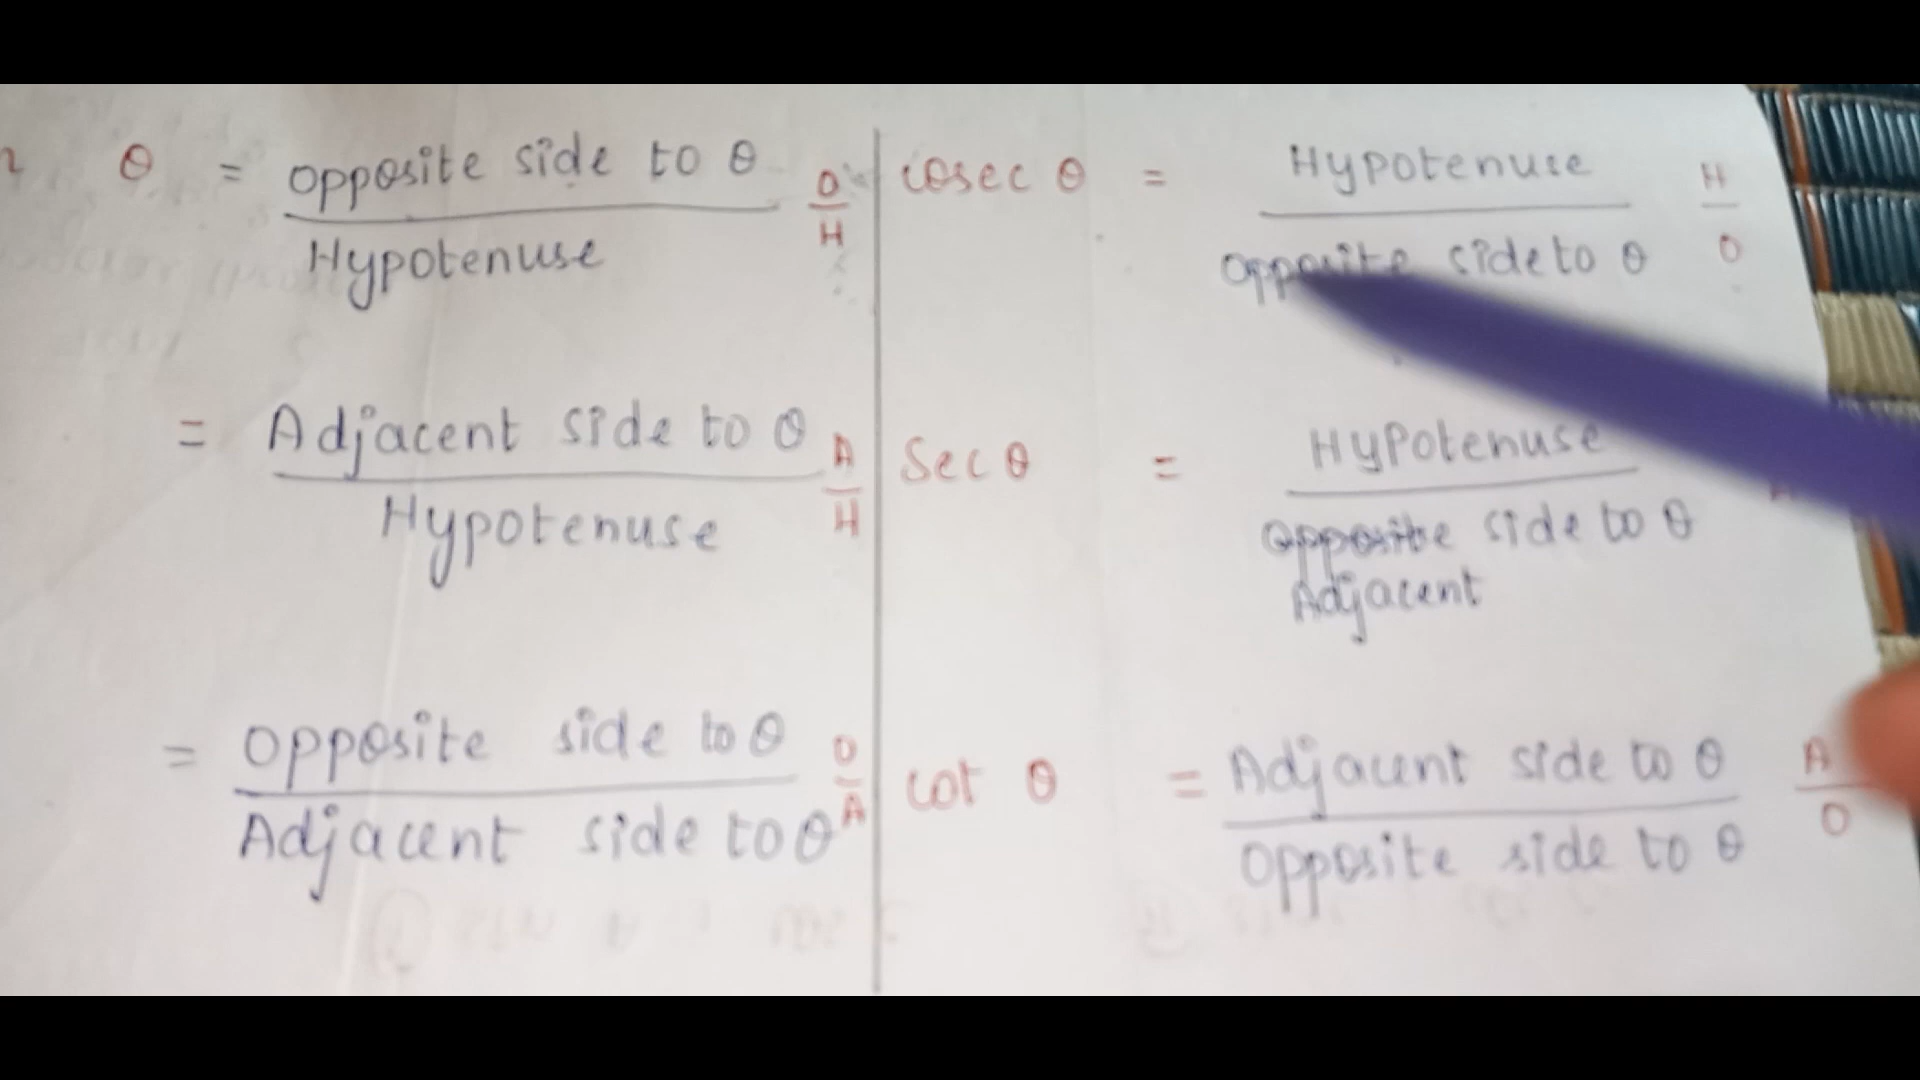 θ = opposite side to θ / Hypotenuse O/H
cosec θ = Hypotenuse / opposite side to θ H/O
= Adjacent side to θ / Hypotenuse A/H
Sec θ = Hypotenuse / opposite side to θ
Adjacent
= opposite side to θ / Adjacent side to θ O/A
cot θ = Adjacent side to θ / opposite side to θ A/O